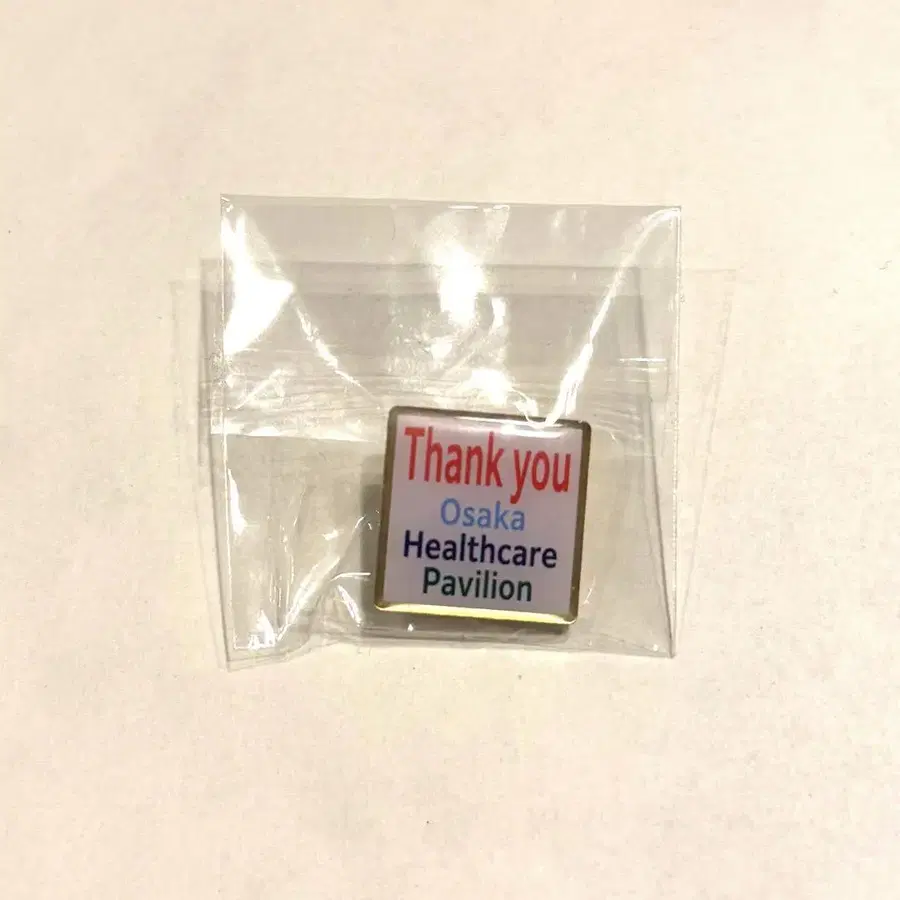 Thank you
Osaka
Healthcare
Pavilion